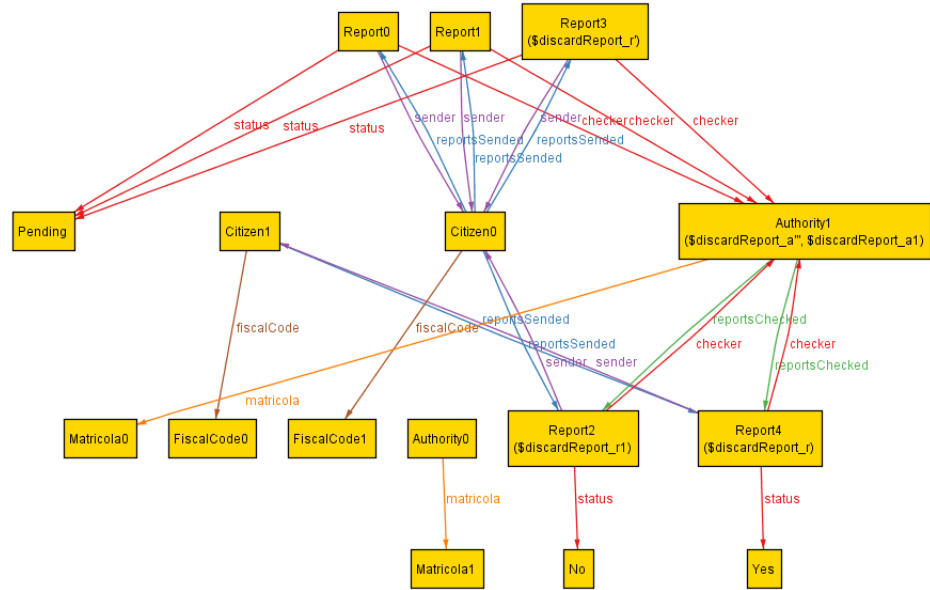 Report0
Report1
Report3
($discardReport_r')
sender
sender
sender
checker
checker
checker
status
status
status
reportsSended
reportsSended
reportsSended
Pending
Citizen1
Citizen0
Authority1
($discardReport_a''', $discardReport_a1)
fiscalCode
fiscalCode
reportsSended
reportsSended
reportsChecked
checker
checker
reportsChecked
sender
sender
matricola
Matricola0
FiscalCode0
FiscalCode1
Authority0
Report2
($discardReport_r1)
Report4
($discardReport_r)
matricola
status
status
Matricola1
No
Yes